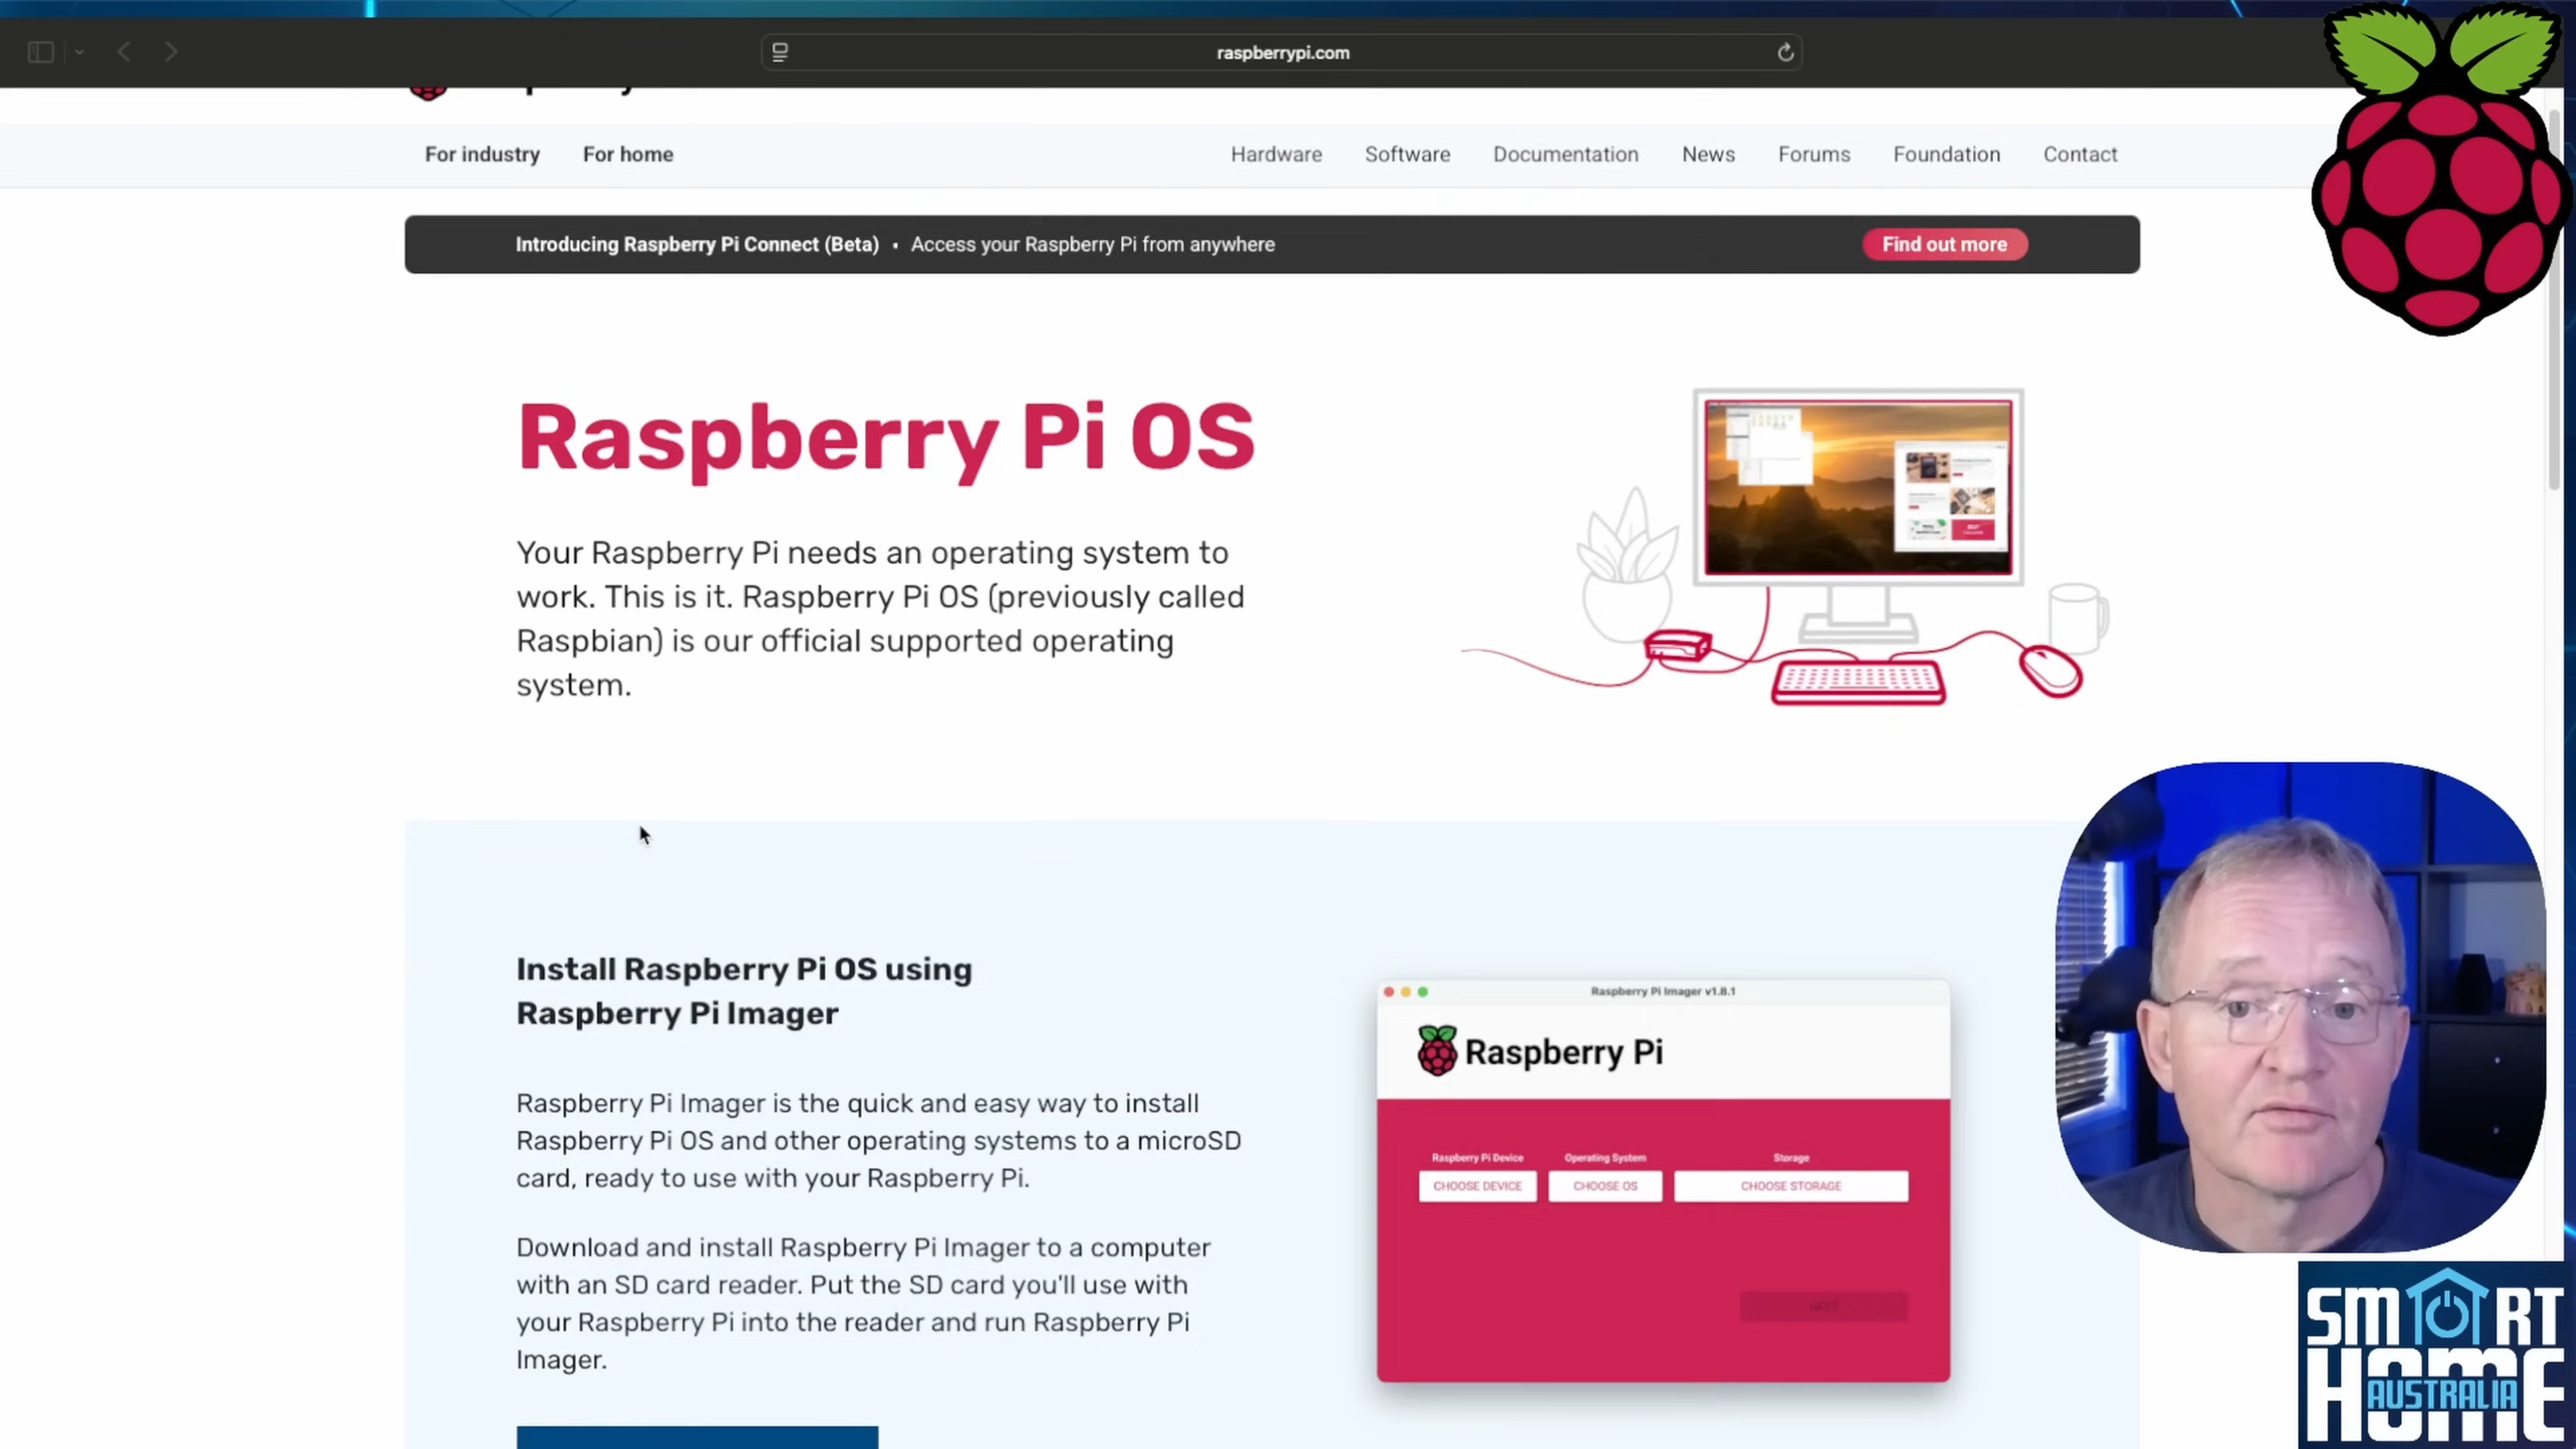 raspberrypi.com
For industry
For home
Hardware
Software
Documentation
News
Forums
Foundation
Contact
Introducing Raspberry Pi Connect (Beta) • Access your Raspberry Pi from anywhere
Find out more
Raspberry Pi OS
Your Raspberry Pi needs an operating system to
work. This is it. Raspberry Pi OS (previously called
Raspbian) is our official supported operating
system.
Install Raspberry Pi OS using
Raspberry Pi Imager
Raspberry Pi Imager is the quick and easy way to install
Raspberry Pi OS and other operating systems to a microSD
card, ready to use with your Raspberry Pi.
Download and install Raspberry Pi Imager to a computer
with an SD card reader. Put the SD card you'll use with
your Raspberry Pi into the reader and run Raspberry Pi
Imager.
Raspberry Pi Imager v1.8.1
Raspberry Pi
Raspberry Pi Device
Operating System
Storage
CHOOSE DEVICE
CHOOSE OS
CHOOSE STORAGE
SMART
HOME
AUSTRALIA